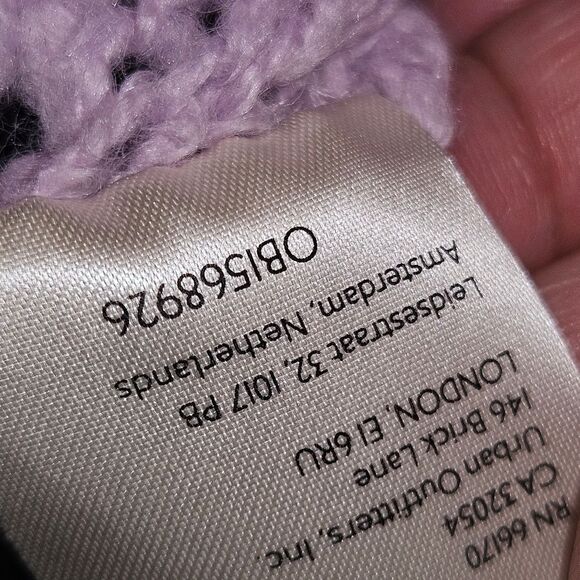 RN 66170
CA 32054
Urban Outfitters, Inc.
146 Brick Lane
LONDON, E1 6RU
Leidsestraat 32, 1017 PB
Amsterdam, Netherlands
OB1568926